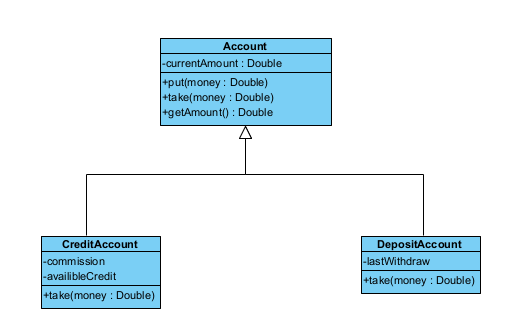 Account
-currentAmount : Double
+put(money : Double)
+take(money : Double)
+getAmount() : Double
CreditAccount
-commission
-availibleCredit
+take(money : Double)
DepositAccount
-lastWithdraw
+take(money : Double)